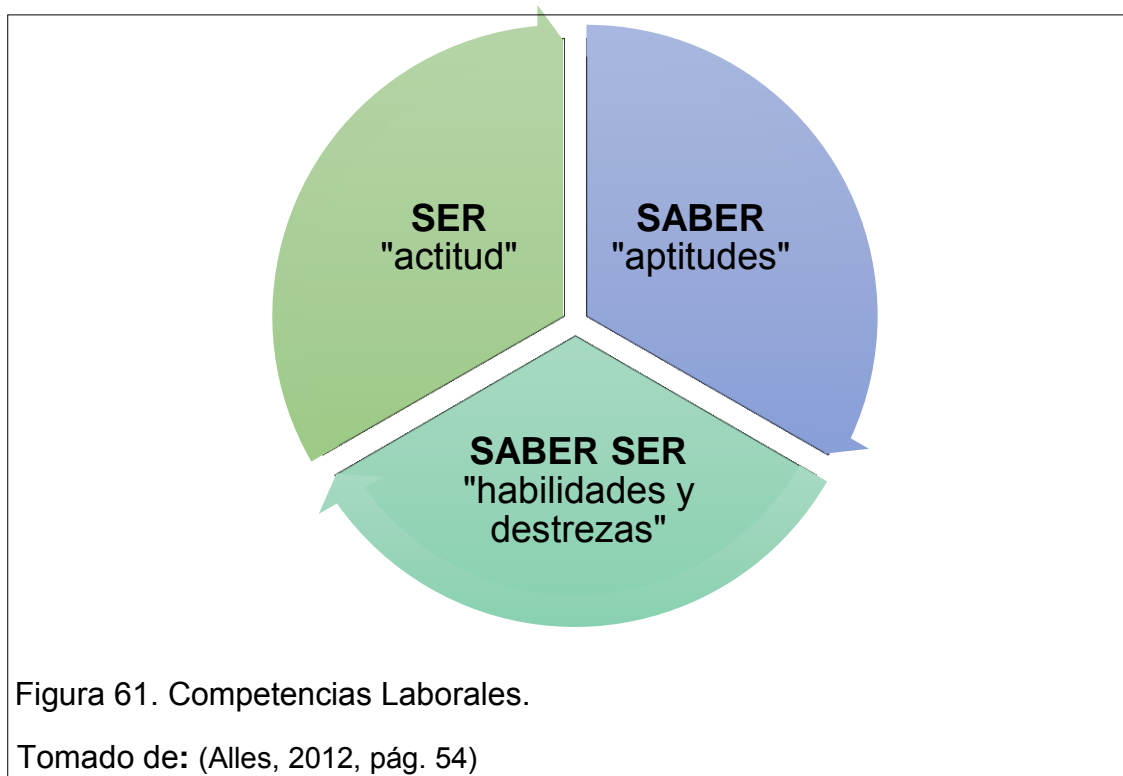 SER
"actitud"
SABER
"aptitudes"
SABER SER
"habilidades y
destrezas"
Figura 61. Competencias Laborales.
Tomado de: (Alles, 2012, pág. 54)